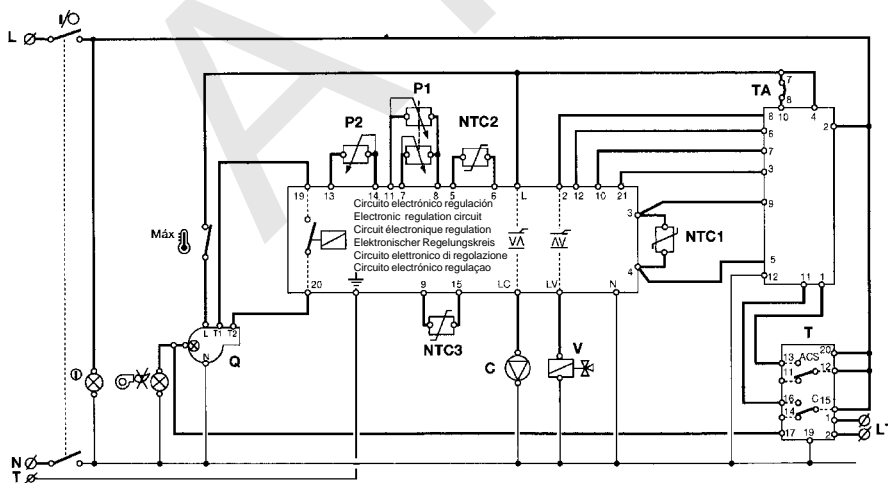 I/O
L
P1
7
TA
8
P2
NTC2
8
10
4
6
2
7
13
14
11
7
8
5
6
L
2
12
10
21
3
19
Circuito electrónico regulación
Electronic regulation circuit
Circuit électronique regulation
Elektronischer Regelungskreis
Circuito elettronico di regolazione
Circuito electrónico regulaçao
3
9
Máx
NTC1
4
5
12
20
9
15
LC
LV
N
11
1
L
T1
T2
NTC3
T
N
Q
C
V
13
ACS
20
11
12
16
C
15
14
1
LT
17
19
2
N
T